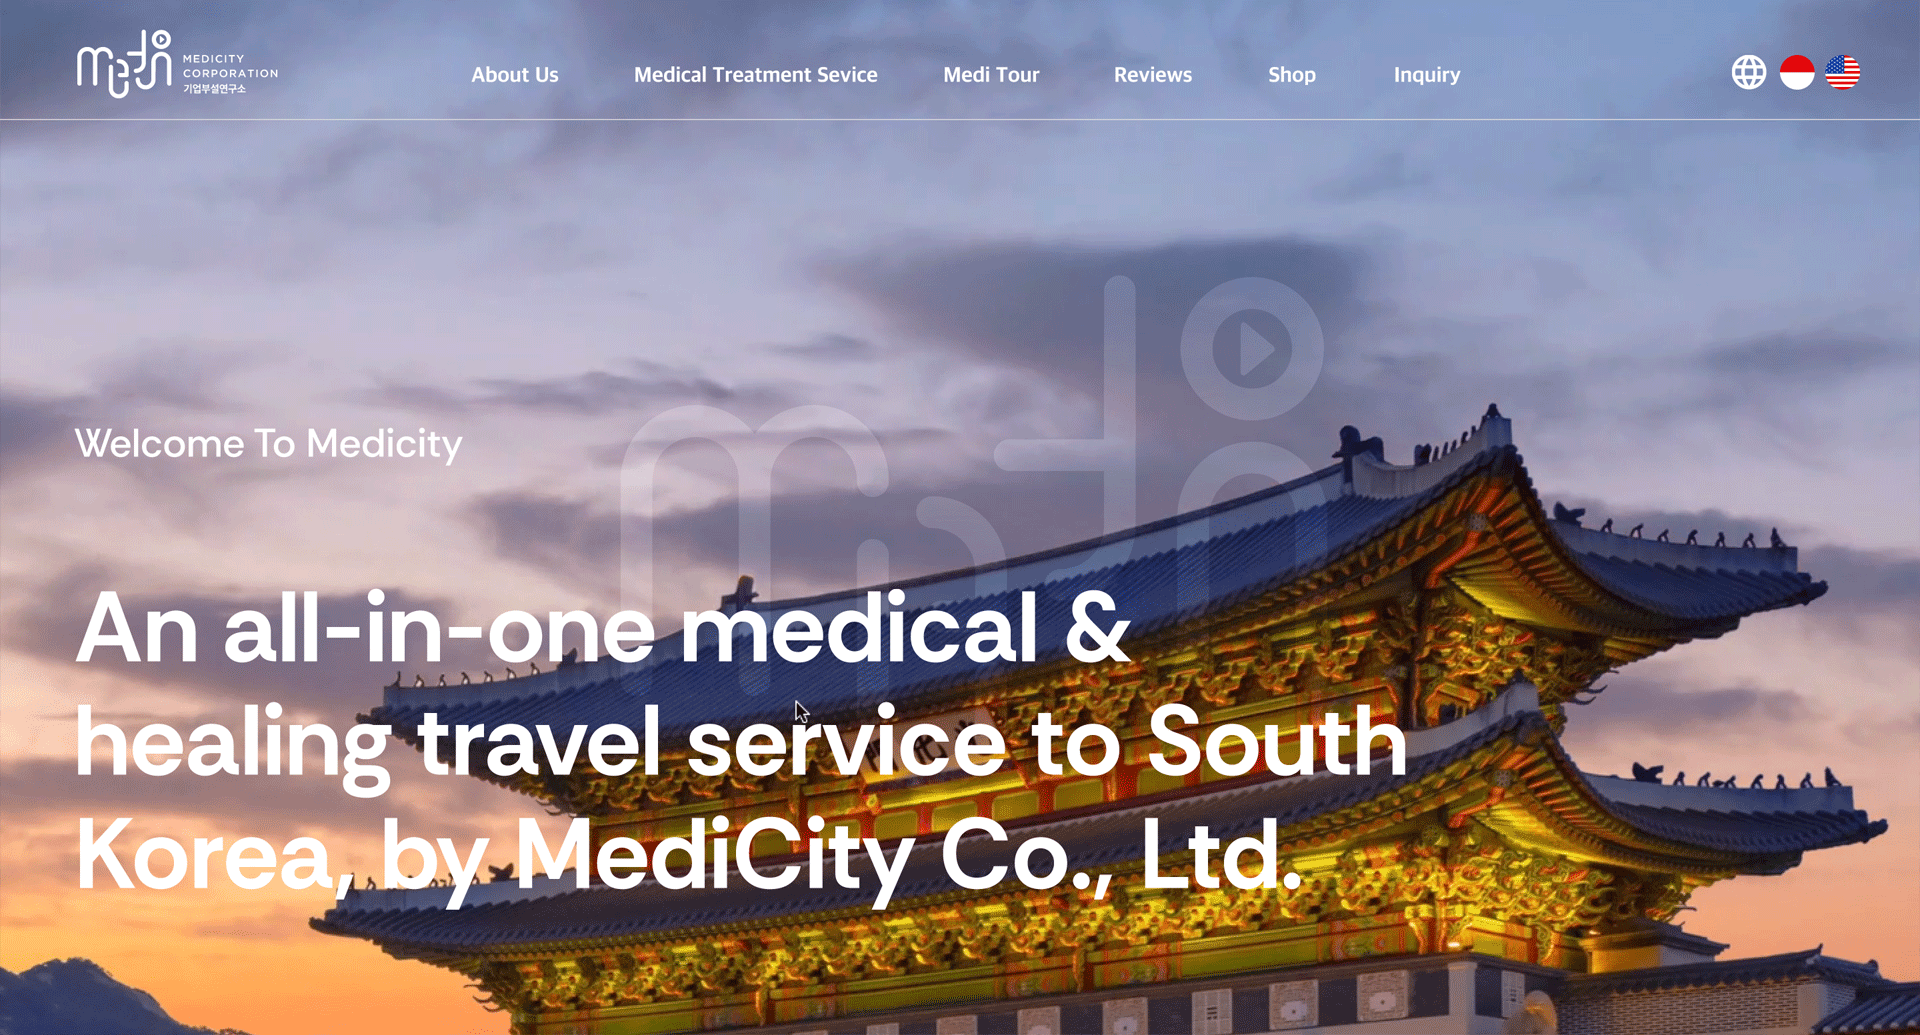 MEDICITY
CORPORATION
기업부설연구소
About Us
Medical Treatment Sevice
Medi Tour
Reviews
Shop
Inquiry
Welcome To Medicity
An all-in-one medical &
healing travel service to South
Korea, by MediCity Co., Ltd.